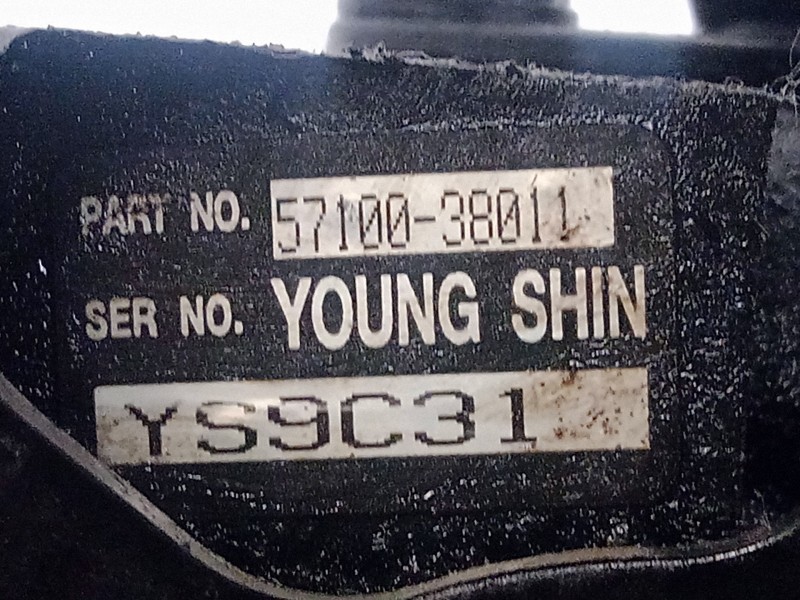 PART NO. 57100-38011
SER NO. YOUNG SHIN
YS9C31